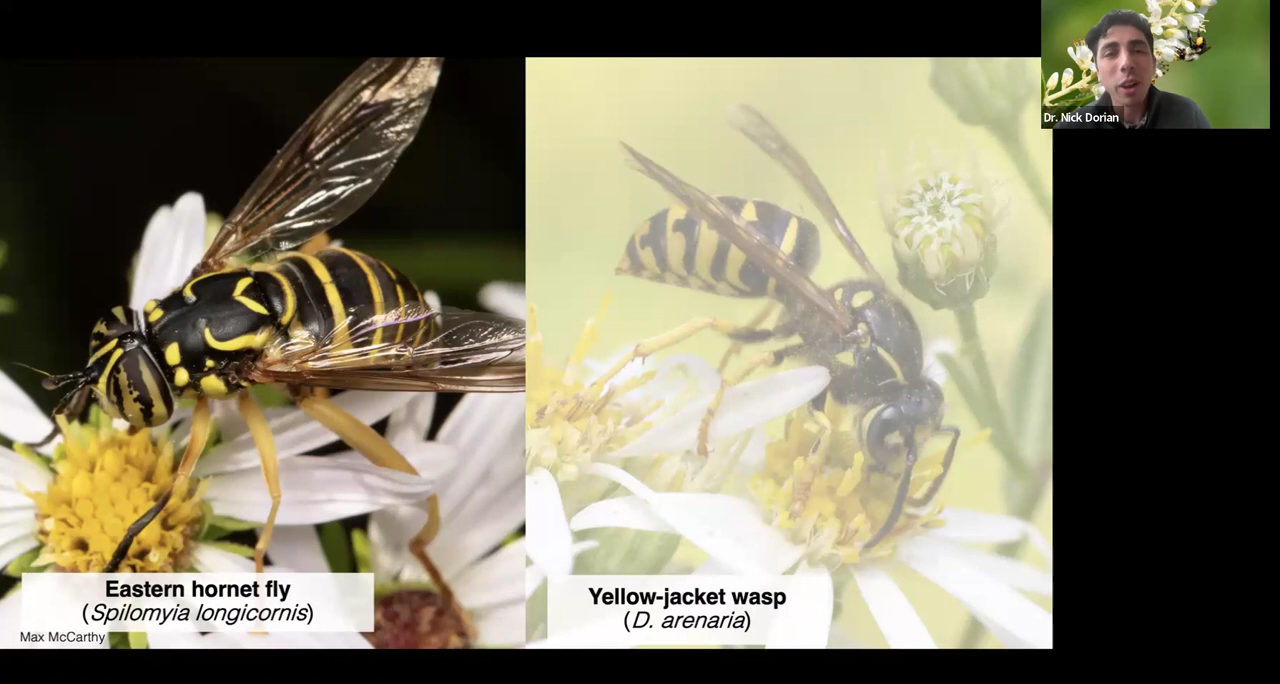 Dr. Nick Dorian
Eastern hornet fly
(Spilomyia longicornis)
Max McCarthy
Yellow-jacket wasp
(D. arenaria)